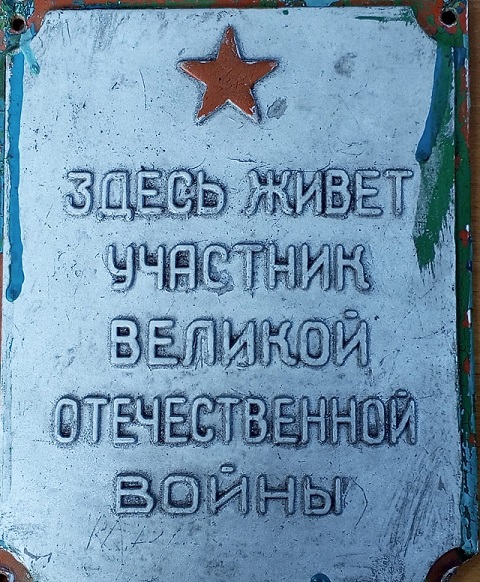 ЗДЕСЬ ЖИВЕТ
УЧАСТНИК
ВЕЛИКОЙ
ОТЕЧЕСТВЕННОЙ
ВОЙНЫ